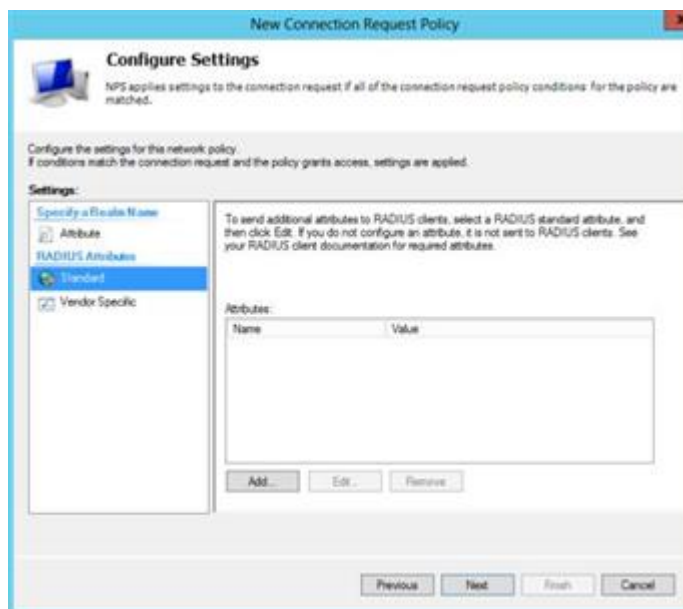 New Connection Request Policy
x
Configure Settings
NPS applies settings to the connection request if all of the connection request policy conditions for the policy are
matched.
Configure the settings for this network policy.
If conditions match the connection request and the policy grants access, settings are applied.
Settings:
Specify a Realm Name
Attribute
RADIUS Attributes
Standard
Vendor Specific
To send additional attributes to RADIUS clients, select a RADIUS standard attribute, and
then click Edit. If you do not configure an attribute, it is not sent to RADIUS clients. See
your RADIUS client documentation for required attributes.
Attributes:
Name Value
Add... Edit... Remove
Previous Next Finish Cancel